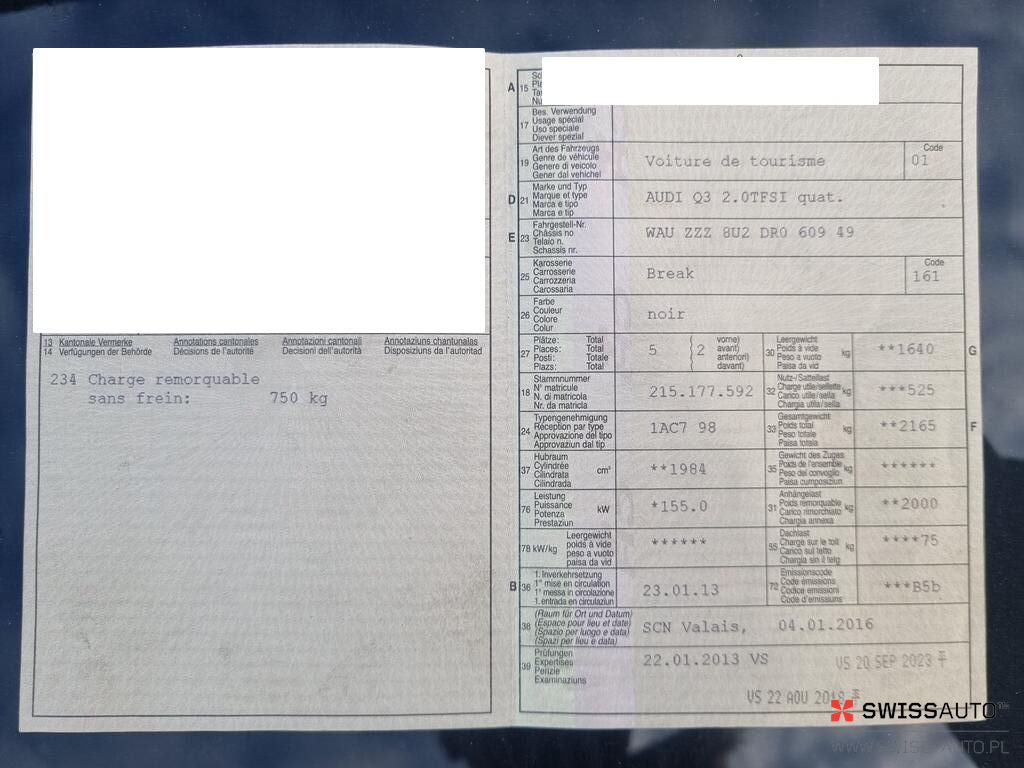 13 Kantonale Vermerke Annotations cantonales Annotazioni cantonali Annotaziuns chantunalas
14 Verfügungen der Behörde Décisions de l'autorité Decisioni dell'autorità Disposiziuns da l'autoritad
234 Charge remorquable
sans frein: 750 kg
A 15
17 Bes. Verwendung
Usage spécial
Uso speciale
Diever spezial
19 Art des Fahrzeugs
Genre de véhicule
Genere di veicolo
Gener dal vehichel
Voiture de tourisme
Code
01
D 21 Marke und Typ
Marque et type
Marca e tipo
Marca e tip
AUDI Q3 2.0TFSI quat.
E 23 Fahrgestell-Nr.
Châssis no
Telaio n.
Schassis nr.
WAU ZZZ 8U2 DR0 609 49
25 Karosserie
Carrosserie
Carrozzeria
Carossaria
Break
Code
161
26 Farbe
Couleur
Colore
Colur
noir
27 Plätze: Total vorne)
Places: Total avant)
Posti: Totale anteriori)
Plazs: Total davant)
5 ( 2
30 Leergewicht
Poids à vide
Peso a vuoto
Paisa da vid
kg
**1640
G
18 Stammnummer
N° matricule
N. di matricola
Nr. da matricla
215.177.592
32 Nutz-/Sattellast
Charge utile/sellette
Carico utile/sella
Chargia utila/sella
kg
***525
24 Typengenehmigung
Réception par type
Approvazione del tipo
Approvaziun dal tip
1AC7 98
33 Gesamtgewicht
Poids total
Peso totale
Paisa totala
kg
**2165
F
37 Hubraum
Cylindrée
Cilindrata
Cilindrada
cm³
**1984
35 Gewicht des Zuges
Poids de l'ensemble
Peso del convoglio
Paisa cumposiziun
kg
******
76 Leistung
Puissance
Potenza
Prestaziun
kW
*155.0
31 Anhängelast
Poids remorquable
Carico rimorchiato
Chargia annexa
kg
**2000
78 kW/kg Leergewicht
poids à vide
peso a vuoto
paisa da vid
******
55 Dachlast
Charge sur le toit
Carico sul tetto
Chargia sin il tetg
kg
****75
B 36 1. Inverkehrsetzung
1re mise en circulation
1a messa in circolazione
1. entrada en circulaziun
23.01.13
72 Emissionscode
Code émissions
Codice emissioni
Code d'emissiuns
***B5b
38 (Raum für Ort und Datum)
(Espace pour lieu et date)
(Spazio per luogo e data)
(Spazi per lieu e data)
SCN Valais, 04.01.2016
39 Prüfungen
Expertises
Perizie
Examinaziuns
22.01.2013 VS
VS 20 SEP 2023
VS 22 AOU 2018
SWISSAUTO
WWW.SWISSAUTO.PL